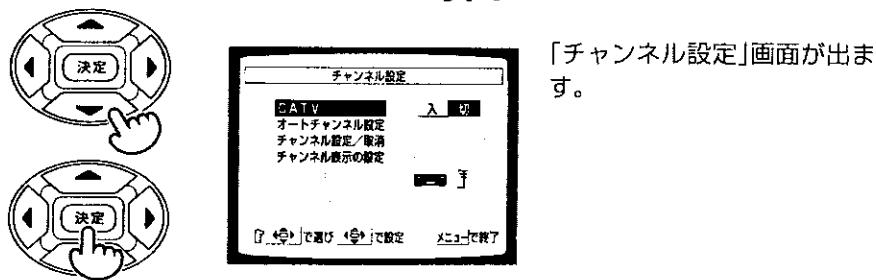 決定
決定
チャンネル設定
CATV 入 切
オートチャンネル設定
チャンネル設定／取消
チャンネル表示の設定
で選び で設定 メニューで終了
「チャンネル設定」画面が出ま
す。